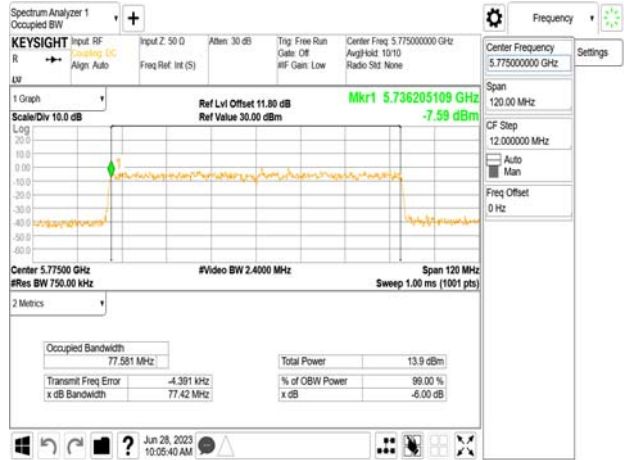 Spectrum Analyzer 1
Occupied BW
Frequency
KEYSIGHT
Input: RF
Coupling: DC
Align: Auto
Input Z: 50 Ω
Freq Ref: Int (S)
Atten: 30 dB
Trig: Free Run
Gate: Off
#IF Gain: Low
Center Freq: 5.775000000 GHz
Avg|Hold: 10/10
Radio Std: None
R
Center Frequency
5.775000000 GHz
Settings
Span
120.00 MHz
CF Step
12.000000 MHz
Auto
Man
Freq Offset
0 Hz
1 Graph
Scale/Div 10.0 dB
Ref Lvl Offset 11.80 dB
Ref Value 30.00 dBm
Mkr1 5.736205109 GHz
-7.59 dBm
Log
20.0
10.0
0.00
-10.0
-20.0
-30.0
-40.0
-50.0
-60.0
1
Center 5.77500 GHz
#Res BW 750.00 kHz
#Video BW 2.4000 MHz
Span 120 MHz
Sweep 1.00 ms (1001 pts)
2 Metrics
Occupied Bandwidth
77.581 MHz
Total Power 13.9 dBm
Transmit Freq Error -4.391 kHz
% of OBW Power 99.00 %
x dB Bandwidth 77.42 MHz
x dB -6.00 dB
?
Jun 28, 2023
10:05:40 AM